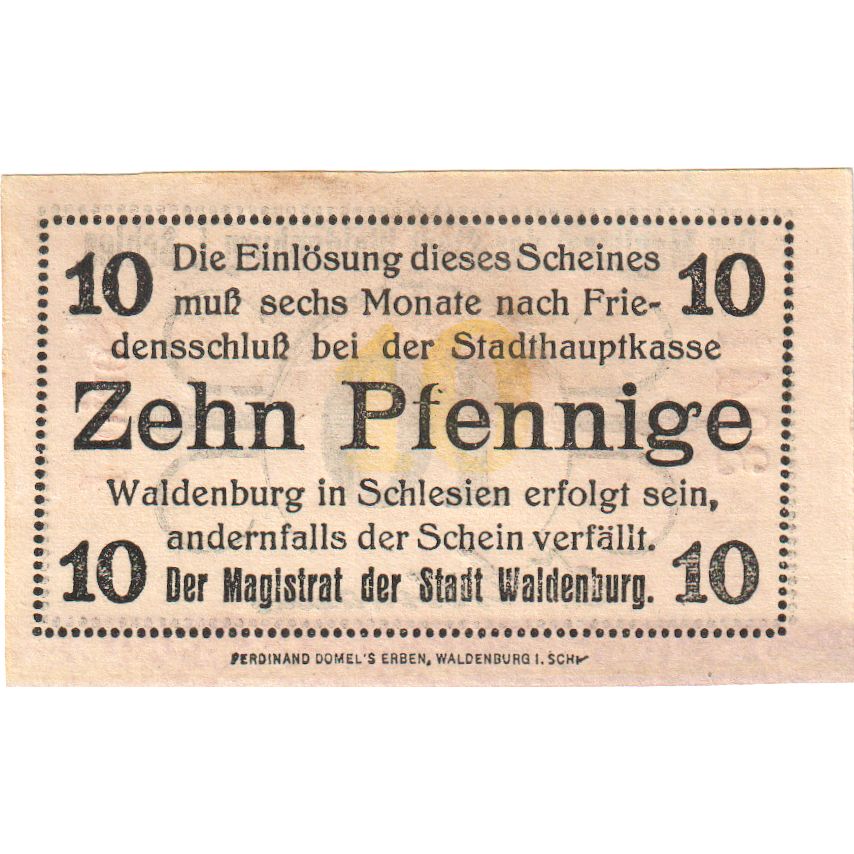 10 Die Einlösung dieses Scheines 10
muß sechs Monate nach Frie-
densschluß bei der Stadthauptkasse
Zehn Pfennige
Waldenburg in Schlesien erfolgt sein,
andernfalls der Schein verfällt.
10 Der Magistrat der Stadt Waldenburg. 10
FERDINAND DOMEL'S ERBEN, WALDENBURG I. SCHL